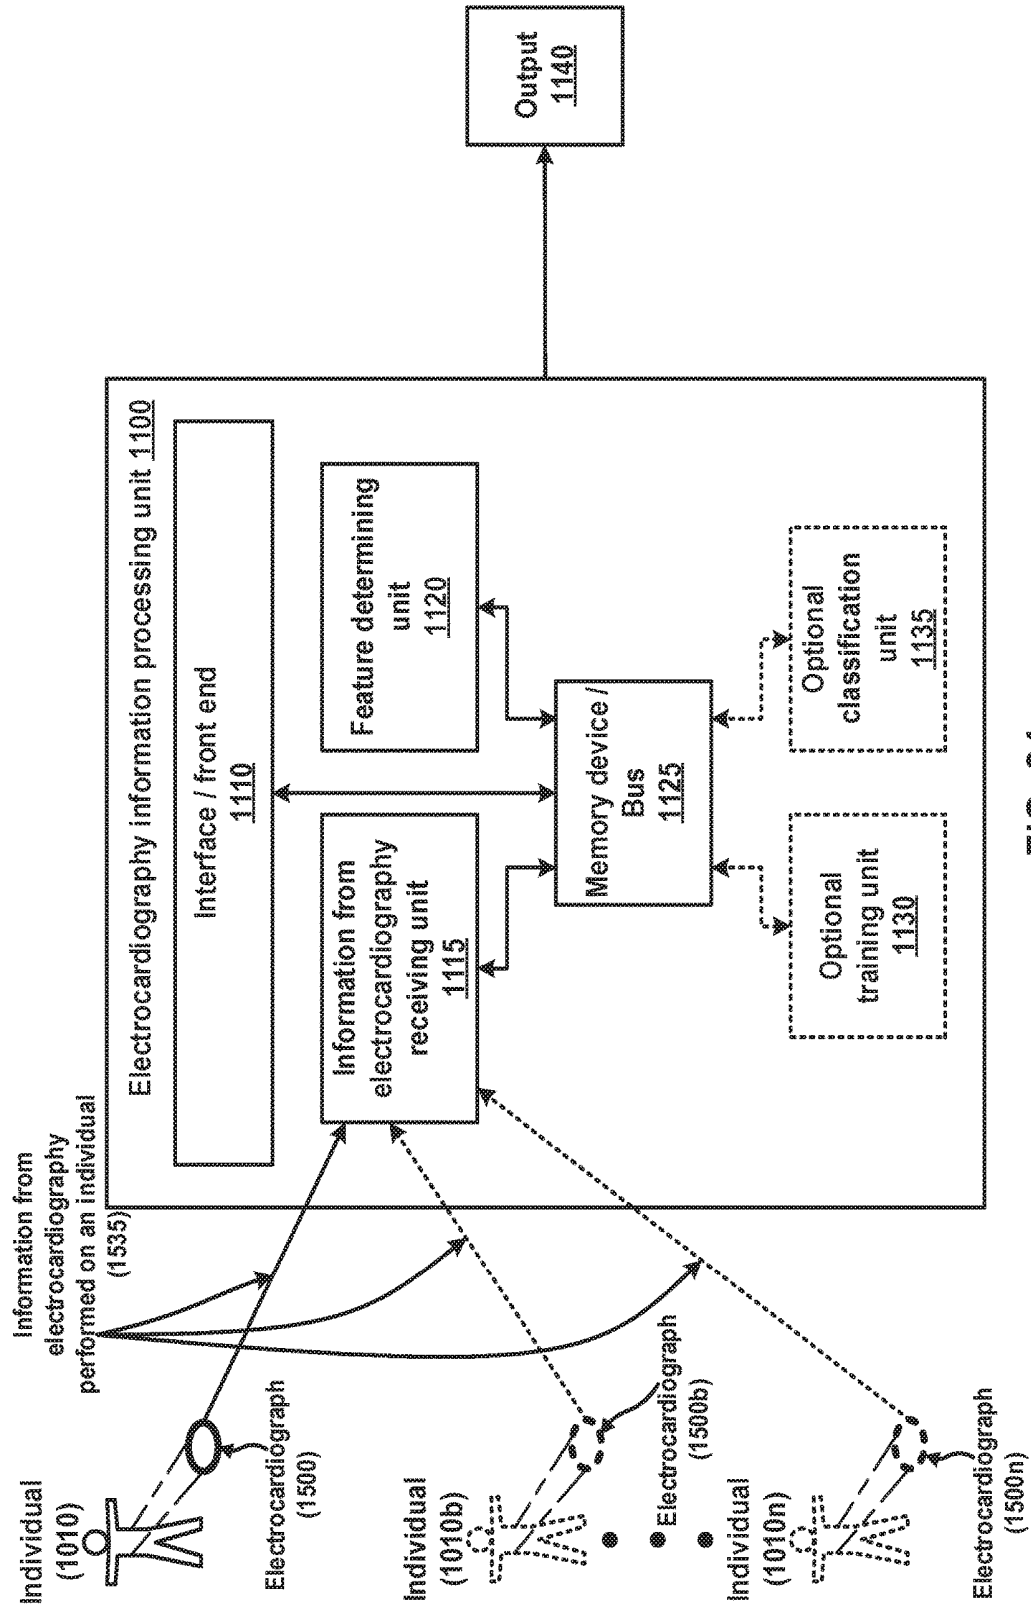 Individual
(1010)
Electrocardiograph
(1500)
Information from
electrocardiography
performed on an individual
(1535)
Individual
(1010b)
Electrocardiograph
(1500b)
Individual
(1010n)
Electrocardiograph
(1500n)
Electrocardiography information processing unit 1100
Interface / front end
1110
Information from
electrocardiography
receiving unit
1115
Feature determining
unit
1120
Memory device /
Bus
1125
Optional
training unit
1130
Optional
classification
unit
1135
Output
1140